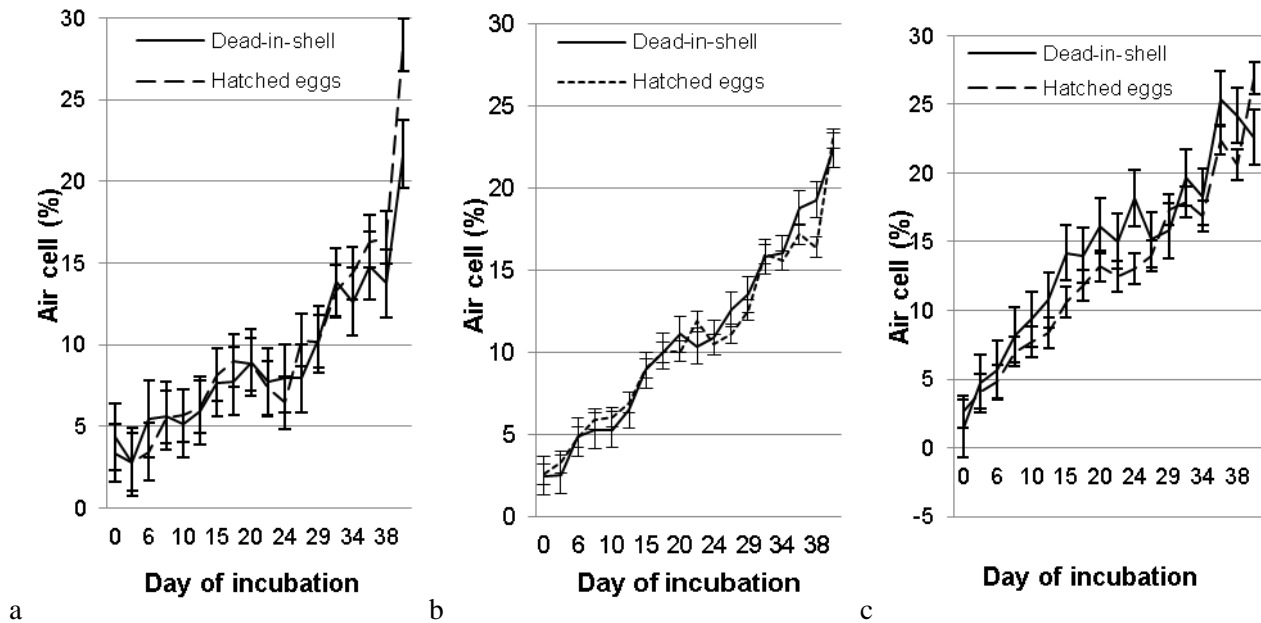 30
25
20
15
10
5
0
Air cell (%)
Dead-in-shell
Hatched eggs
0 6 10 15 20 24 29 34 38
Day of incubation
a
30
25
20
15
10
5
0
Air cell (%)
Dead-in-shell
Hatched eggs
0 6 10 15 20 24 29 34 38
Day of incubation
b
30
25
20
15
10
5
0
-5
Air cell (%)
Dead-in-shell
Hatched eggs
0 6 10 15 20 24 29 34 38
Day of incubation
c